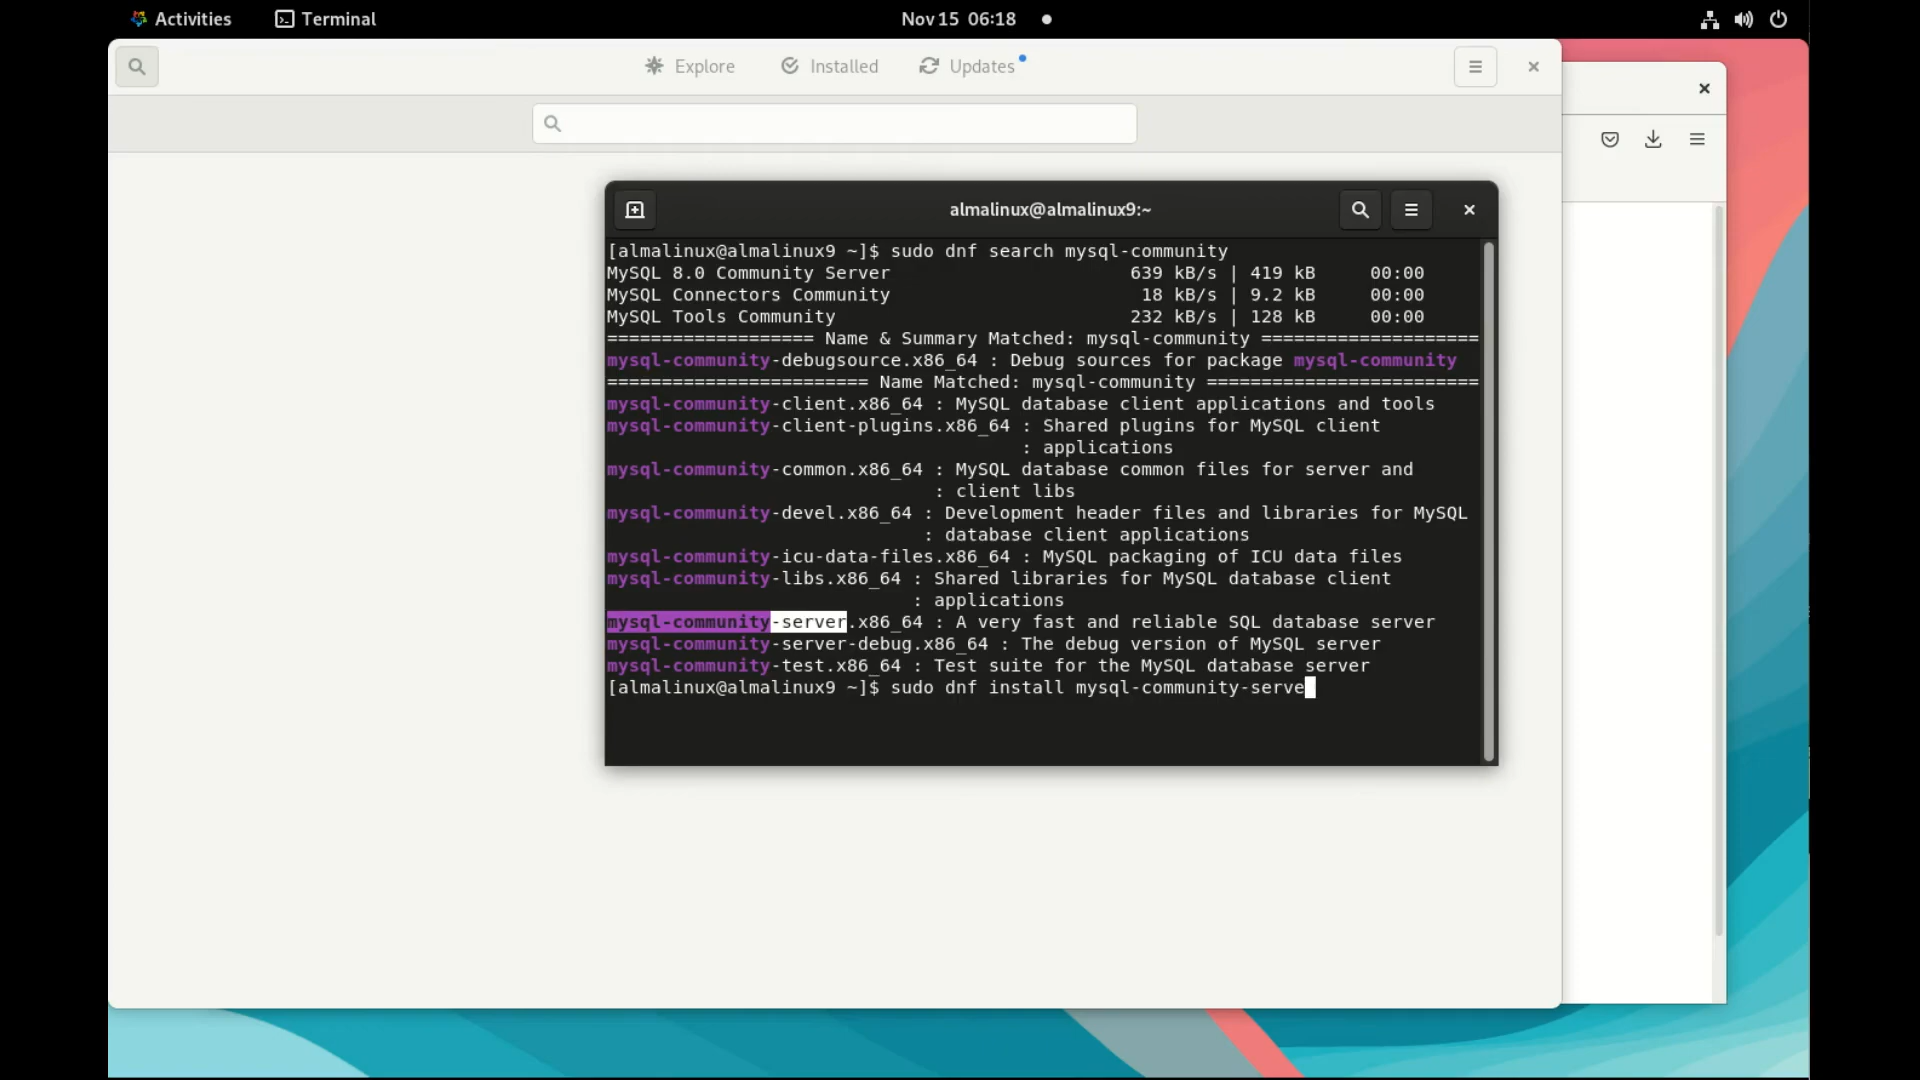 Activities Terminal Nov 15 06:18
Explore Installed Updates
almalinux@almalinux9:~
[almalinux@almalinux9 ~]$ sudo dnf search mysql-community
MySQL 8.0 Community Server 639 kB/s | 419 kB 00:00
MySQL Connectors Community 18 kB/s | 9.2 kB 00:00
MySQL Tools Community 232 kB/s | 128 kB 00:00
=================== Name & Summary Matched: mysql-community ====================
mysql-community-debugsource.x86_64 : Debug sources for package mysql-community
======================== Name Matched: mysql-community =========================
mysql-community-client.x86_64 : MySQL database client applications and tools
mysql-community-client-plugins.x86_64 : Shared plugins for MySQL client
: applications
mysql-community-common.x86_64 : MySQL database common files for server and
: client libs
mysql-community-devel.x86_64 : Development header files and libraries for MySQL
: database client applications
mysql-community-icu-data-files.x86_64 : MySQL packaging of ICU data files
mysql-community-libs.x86_64 : Shared libraries for MySQL database client
: applications
mysql-community-server.x86_64 : A very fast and reliable SQL database server
mysql-community-server-debug.x86_64 : The debug version of MySQL server
mysql-community-test.x86_64 : Test suite for the MySQL database server
[almalinux@almalinux9 ~]$ sudo dnf install mysql-community-serve